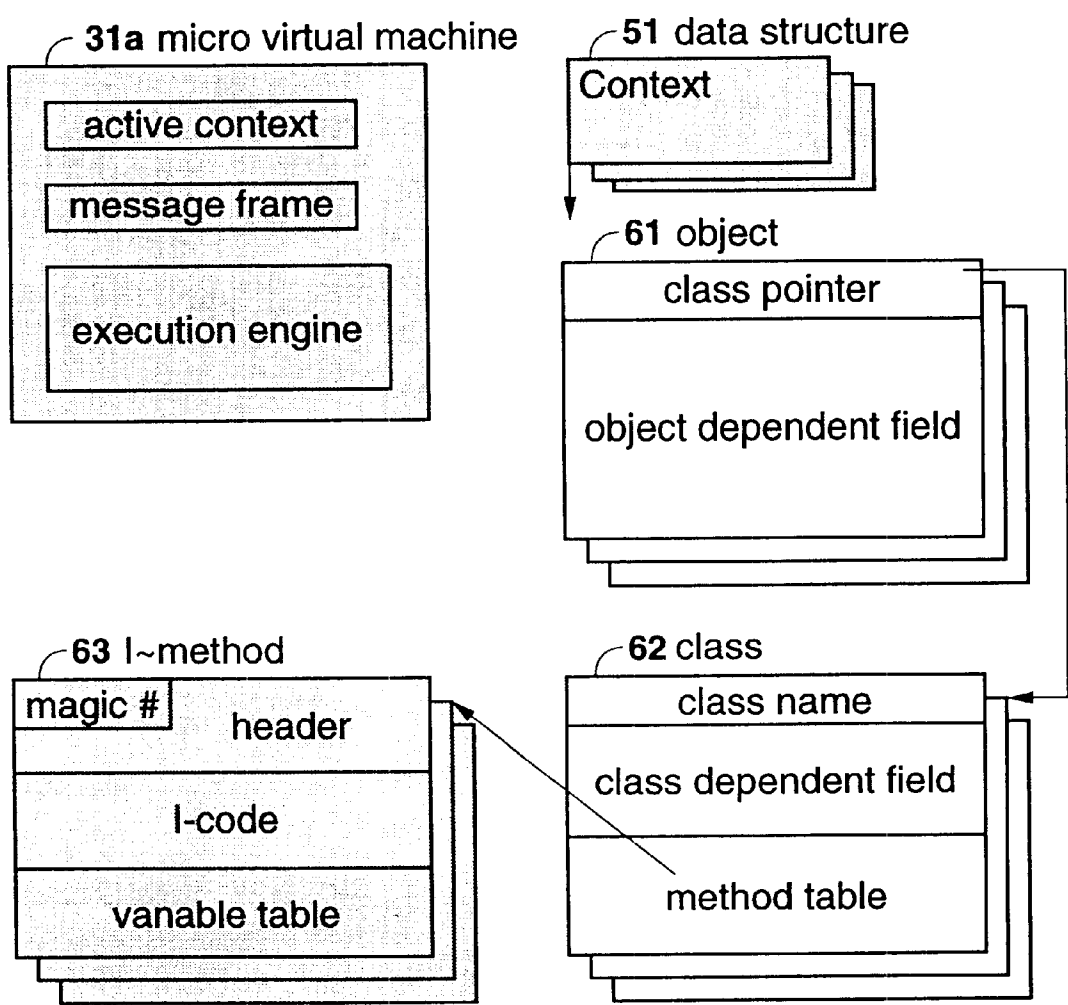 31a micro virtual machine
active context
message frame
execution engine
51 data structure
Context
61 object
class pointer
object dependent field
63 I~method
magic #
header
I-code
vanable table
62 class
class name
class dependent field
method table